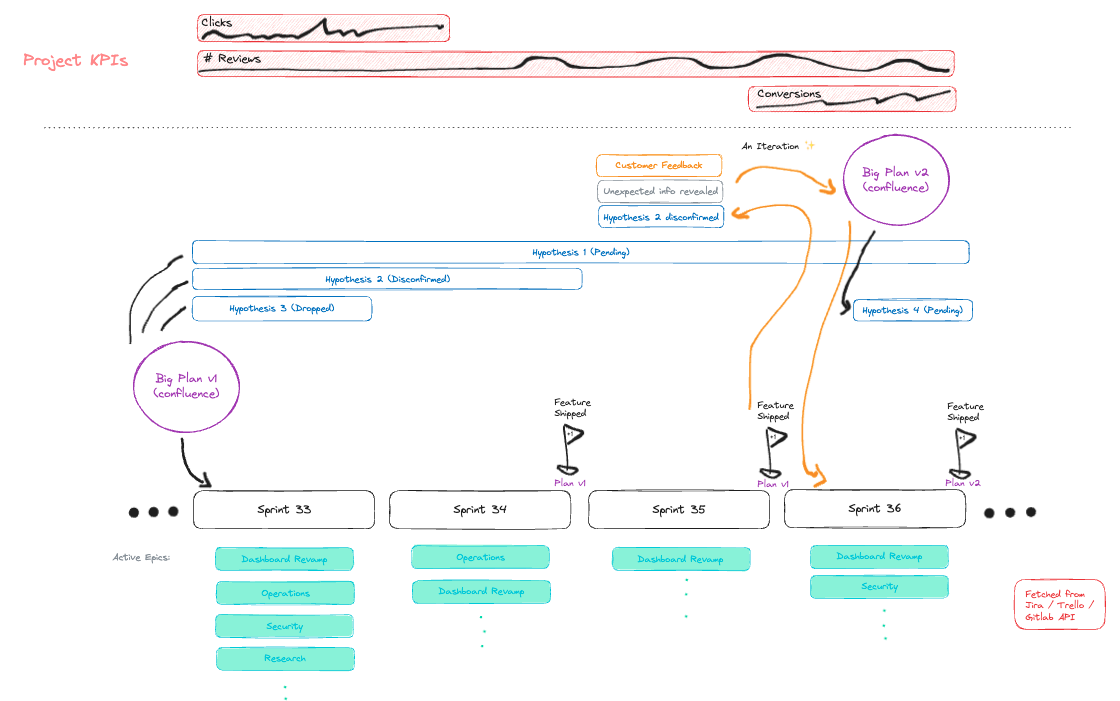 Clicks
Project KPIs
# Reviews
Conversions
An Iteration ✨
Customer Feedback
Unexpected info revealed
Hypothesis 2 disconfirmed
Big Plan v2
(confluence)
Hypothesis 1 (Pending)
Hypothesis 2 (Disconfirmed)
Hypothesis 3 (Dropped)
Hypothesis 4 (Pending)
Big Plan v1
(confluence)
Feature
Shipped
+1
Plan v1
Feature
Shipped
+1
Plan v1
Feature
Shipped
+1
Plan v2
Sprint 33
Sprint 34
Sprint 35
Sprint 36
Active Epics:
Dashboard Revamp
Operations
Security
Research
Operations
Dashboard Revamp
Dashboard Revamp
Dashboard Revamp
Security
Fetched from
Jira / Trello /
Gitlab API